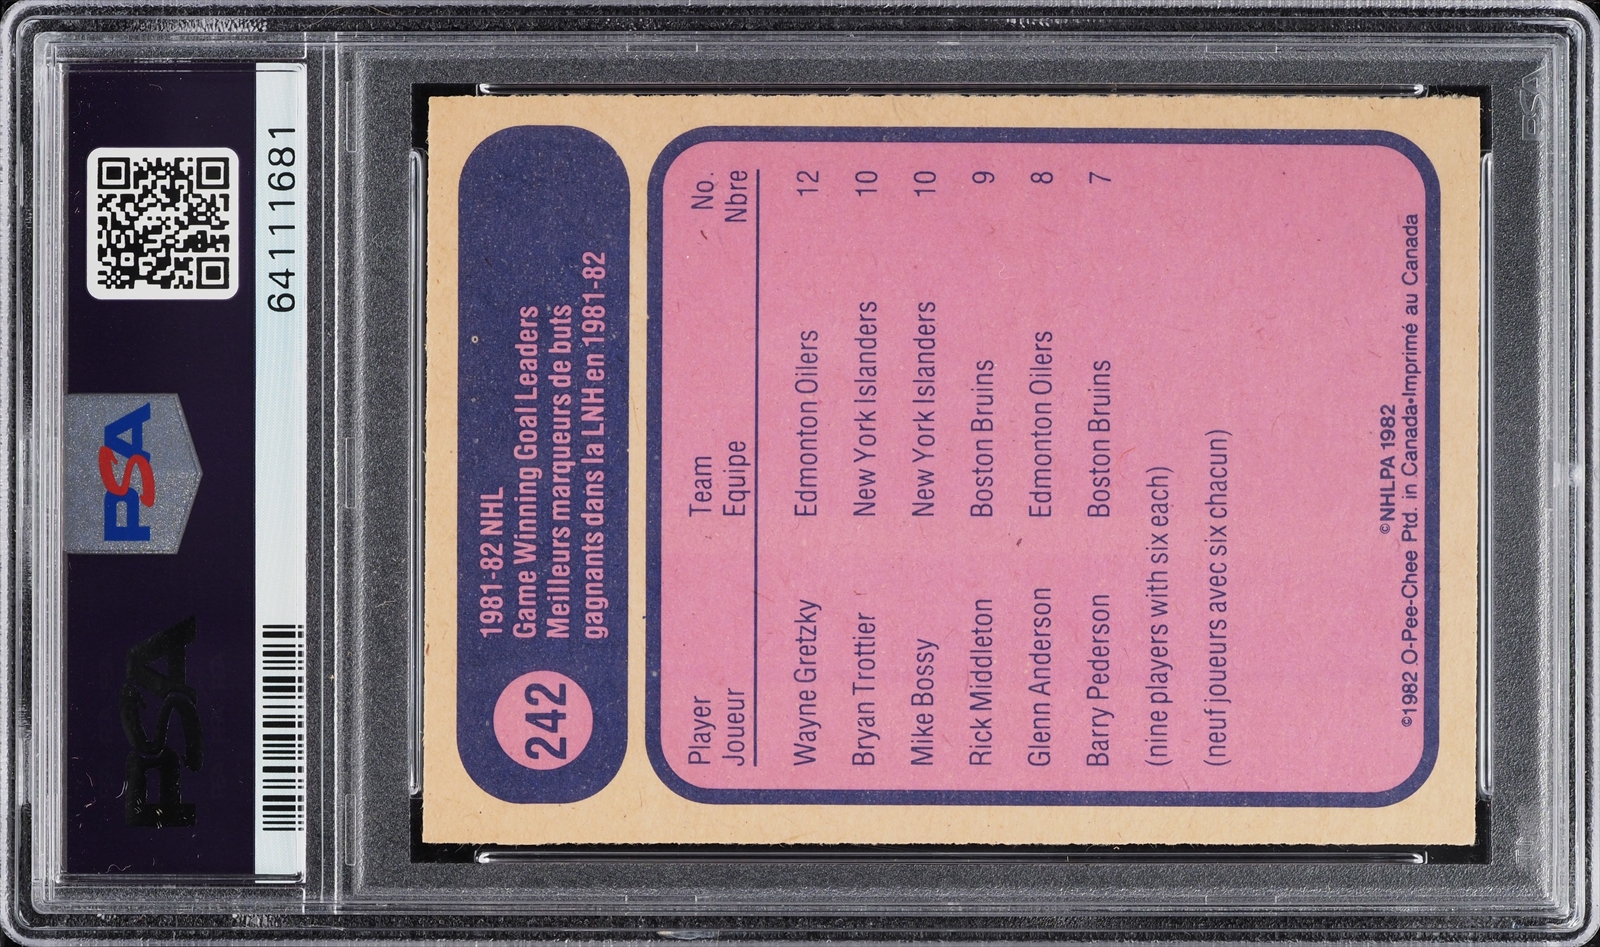 PSA
64111681
PSA
242
1981-82 NHL
Game Winning Goal Leaders
Meilleurs marqueurs de buts
gagnants dans la LNH en 1981-82
Player Team No.
Joueur Equipe Nbre
Wayne Gretzky Edmonton Oilers 12
Bryan Trottier New York Islanders 10
Mike Bossy New York Islanders 10
Rick Middleton Boston Bruins 9
Glenn Anderson Edmonton Oilers 8
Barry Pederson Boston Bruins 7
(nine players with six each)
(neuf joueurs avec six chacun)
©NHLPA 1982
©1982 O-Pee-Chee Ptd. in Canada•Imprimé au Canada
PSA